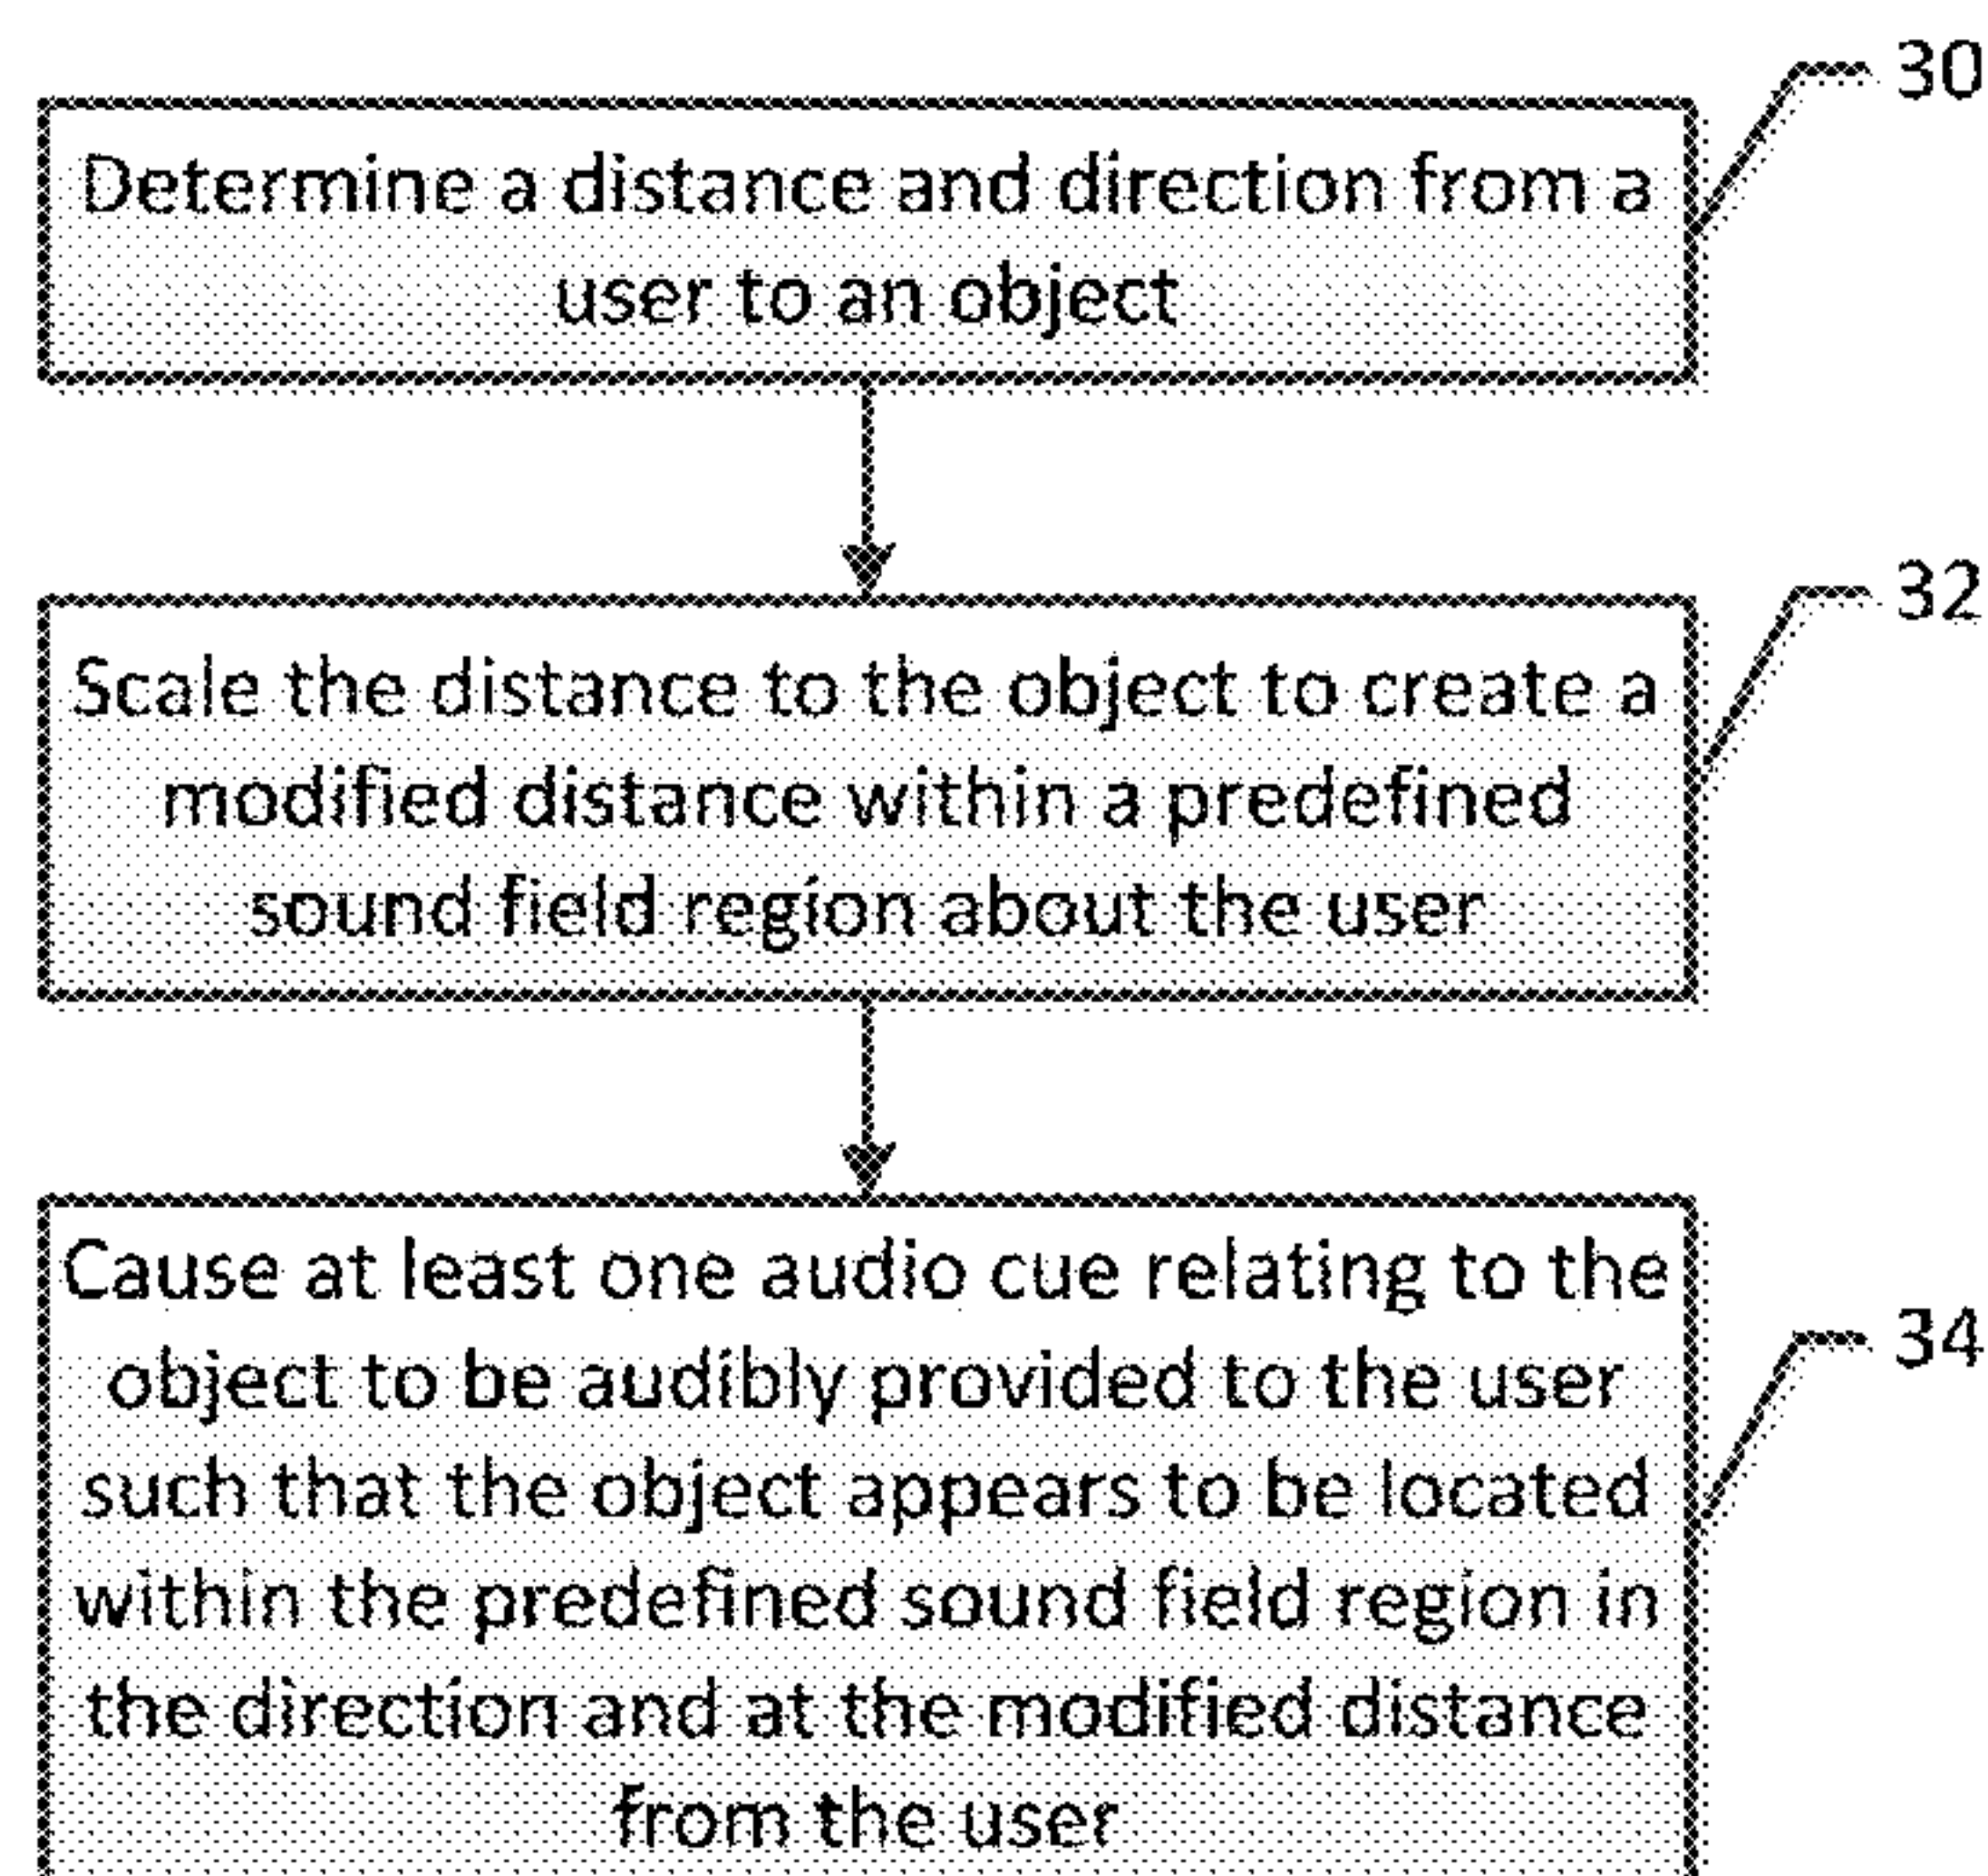 30
Determine a distance and direction from a
user to an object
32
Scale the distance to the object to create a
modified distance within a predefined
sound field region about the user
34
Cause at least one audio cue relating to the
object to be audibly provided to the user
such that the object appears to be located
within the predefined sound field region in
the direction and at the modified distance
from the user